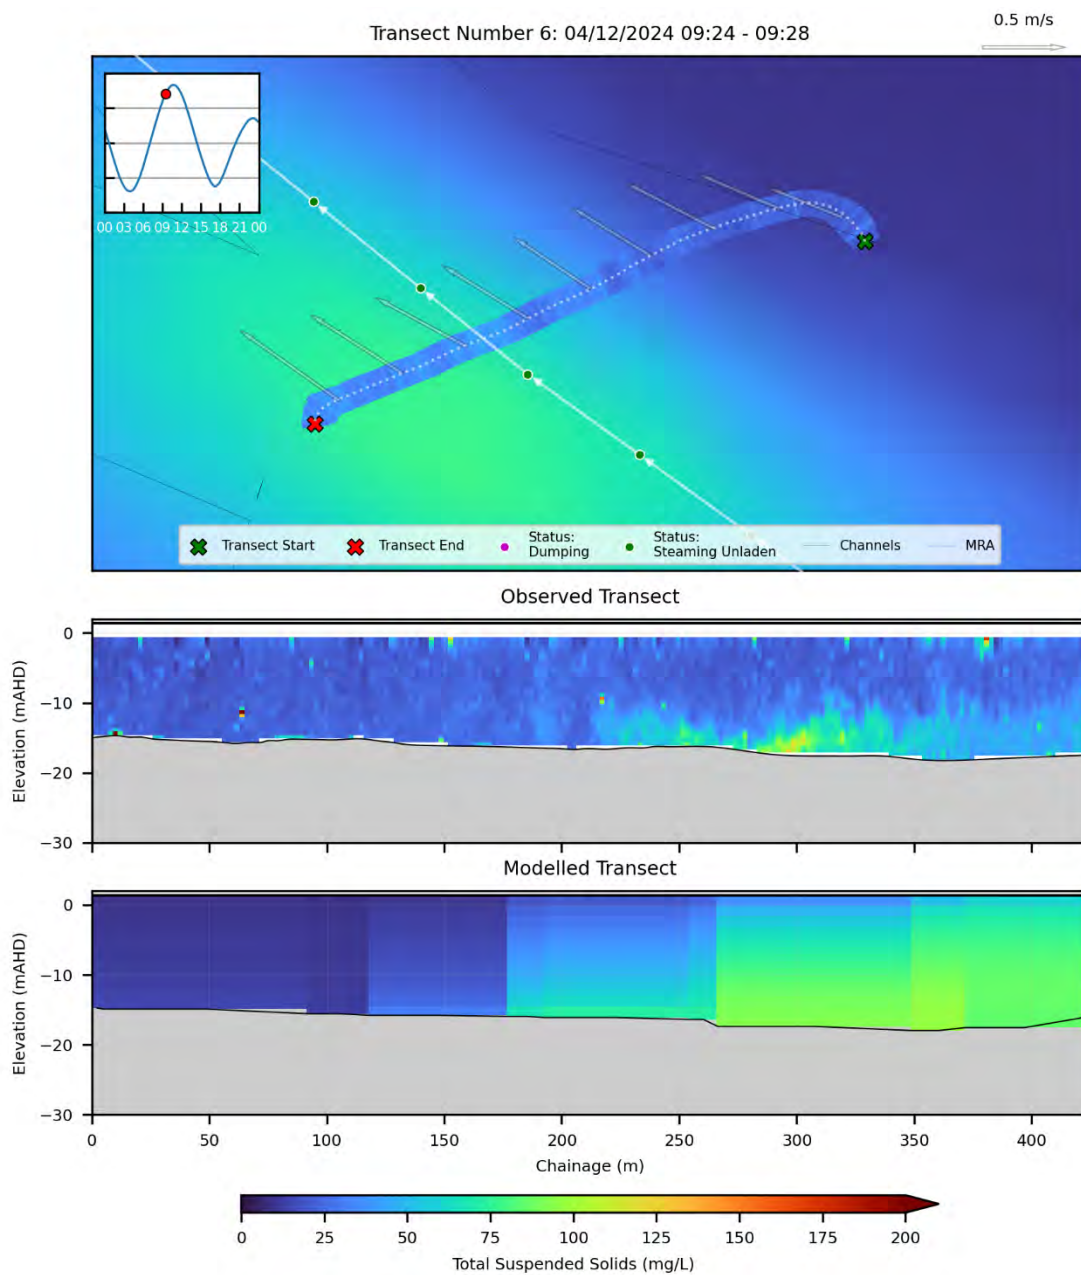 0.5 m/s
Transect Number 6: 04/12/2024 09:24 - 09:28
00 03 06 09 12 15 18 21 00
Transect Start
Transect End
Status:
Dumping
Status:
Steaming Unladen
Channels
MRA
Observed Transect
0
−10
−20
−30
Elevation (mAHD)
Modelled Transect
0
−10
−20
−30
Elevation (mAHD)
0 50 100 150 200 250 300 350 400
Chainage (m)
0 25 50 75 100 125 150 175 200
Total Suspended Solids (mg/L)